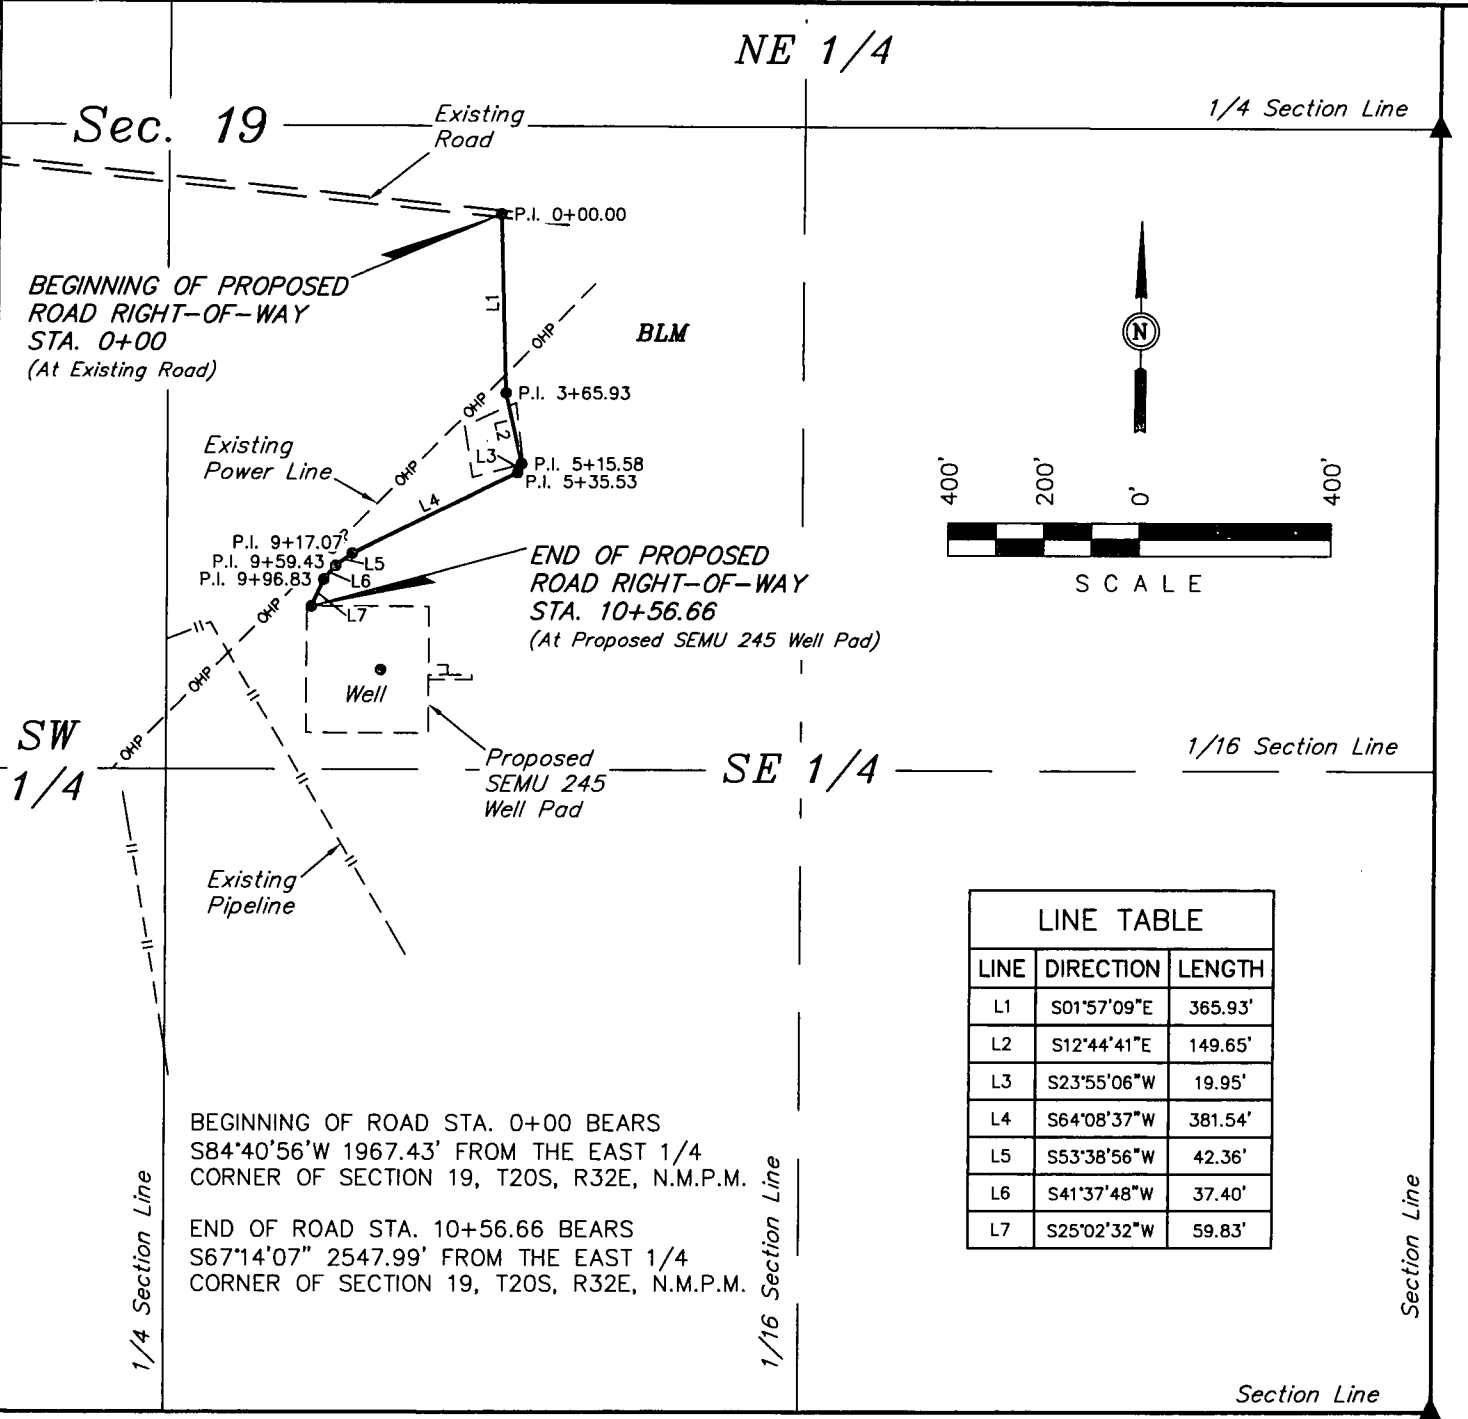 NE 1/4
Sec. 19
Existing
Road
1/4 Section Line
P.I. 0+00.00
BEGINNING OF PROPOSED
ROAD RIGHT-OF-WAY
STA. 0+00
(At Existing Road)
L1
OHP
BLM
N
P.I. 3+65.93
OHP
L2
Existing
Power Line
OHP
L3
P.I. 5+15.58
P.I. 5+35.53
L4
400'
200'
0'
400'
SCALE
P.I. 9+17.07
P.I. 9+59.43
P.I. 9+96.83
L5
L6
L7
OHP
END OF PROPOSED
ROAD RIGHT-OF-WAY
STA. 10+56.66
(At Proposed SEMU 245 Well Pad)
OHP
Well
OHP
SW
1/4
Proposed
SEMU 245
Well Pad
SE 1/4
1/16 Section Line
Existing
Pipeline
LINE TABLE
LINE DIRECTION LENGTH
L1 S01°57'09"E 365.93'
L2 S12°44'41"E 149.65'
L3 S23°55'06"W 19.95'
L4 S64°08'37"W 381.54'
L5 S53°38'56"W 42.36'
L6 S41°37'48"W 37.40'
L7 S25°02'32"W 59.83'
BEGINNING OF ROAD STA. 0+00 BEARS
S84°40'56'W 1967.43' FROM THE EAST 1/4
CORNER OF SECTION 19, T20S, R32E, N.M.P.M.
END OF ROAD STA. 10+56.66 BEARS
S67°14'07" 2547.99' FROM THE EAST 1/4
CORNER OF SECTION 19, T20S, R32E, N.M.P.M.
1/4 Section Line
1/16 Section Line
Section Line
Section Line